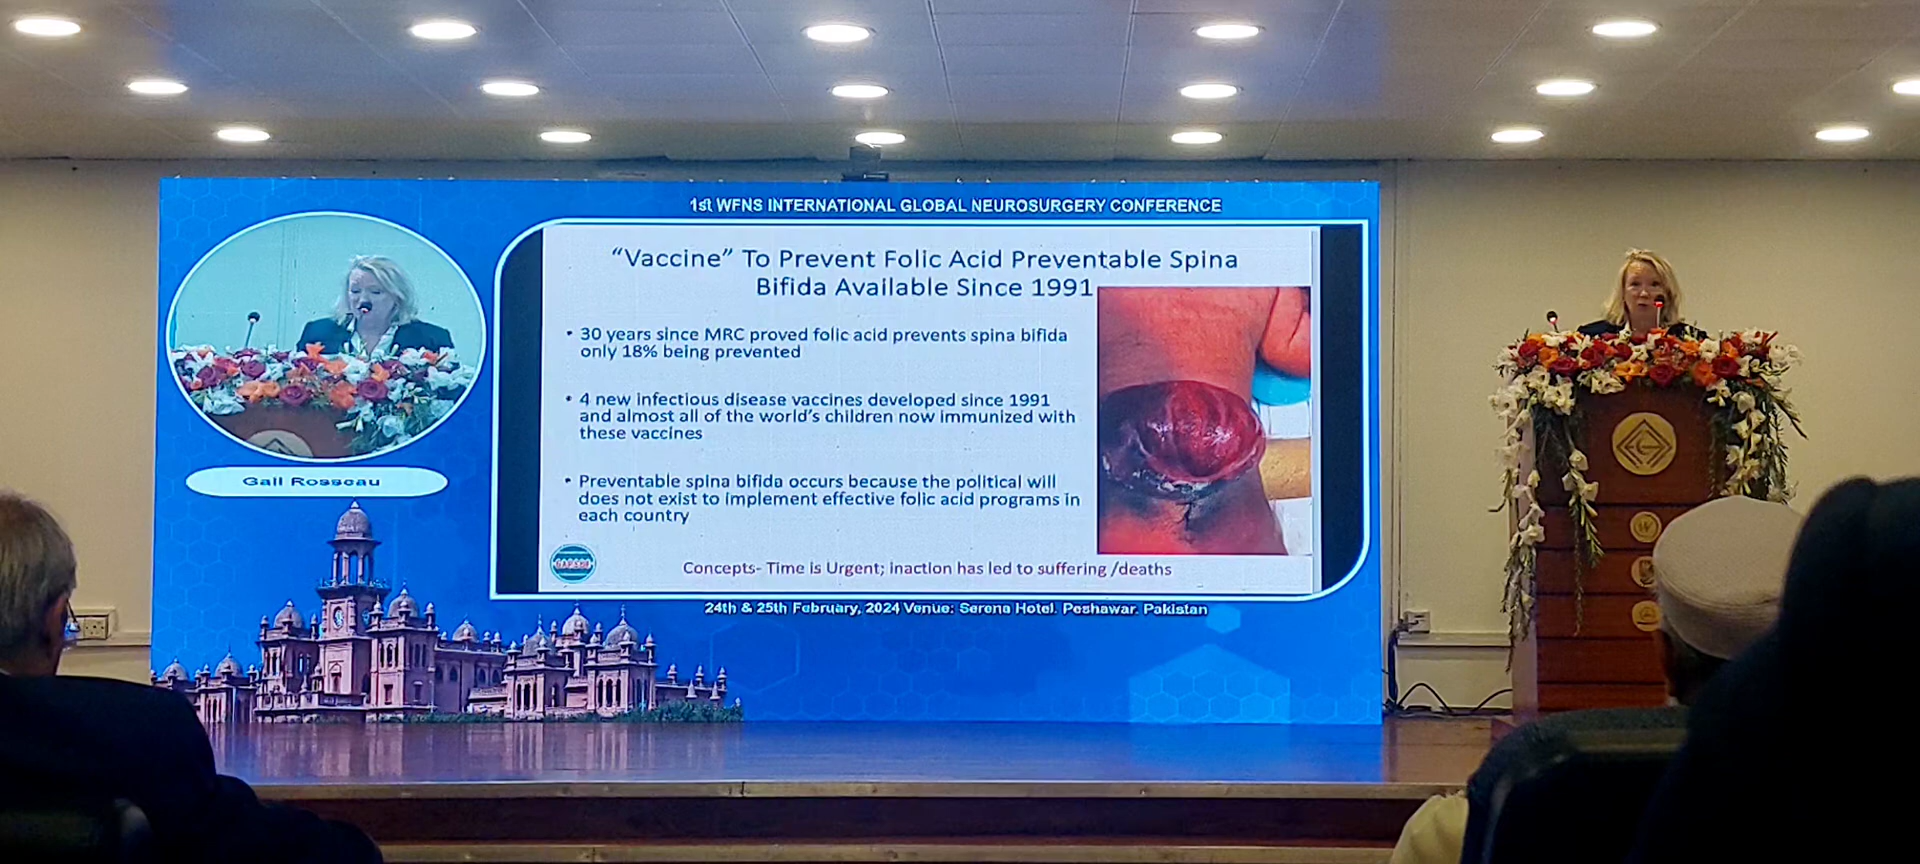 1st WFNS INTERNATIONAL GLOBAL NEUROSURGERY CONFERENCE
“Vaccine” To Prevent Folic Acid Preventable Spina
Bifida Available Since 1991
• 30 years since MRC proved folic acid prevents spina bifida
only 18% being prevented
• 4 new infectious disease vaccines developed since 1991
and almost all of the world’s children now immunized with
these vaccines
• Preventable spina bifida occurs because the political will
does not exist to implement effective folic acid programs in
each country
Concepts- Time is Urgent; inaction has led to suffering /deaths
Gail Rosseau
24th & 25th February, 2024 Venue: Serena Hotel. Peshawar. Pakistan